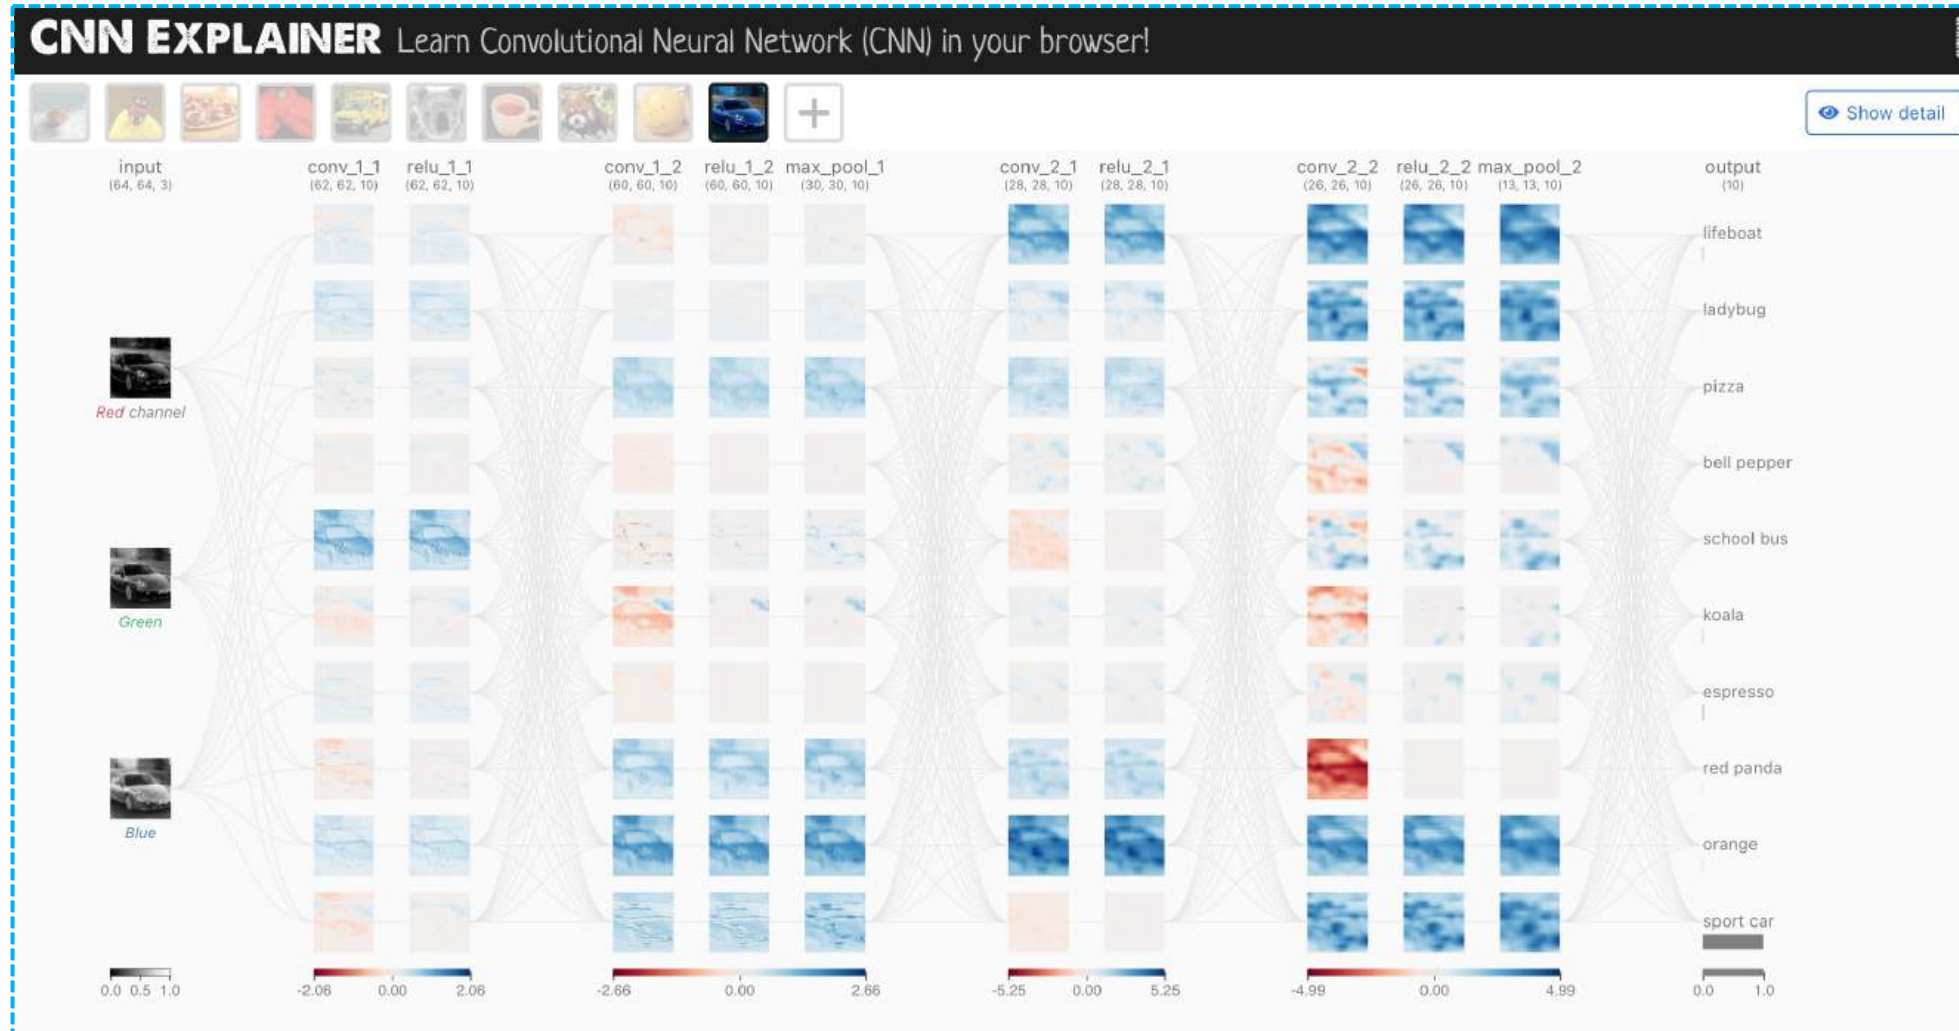 CNN EXPLAINER Learn Convolutional Neural Network (CNN) in your browser!
Show detail
input conv_1_1 relu_1_1 conv_1_2 relu_1_2 max_pool_1 conv_2_1 relu_2_1 conv_2_2 relu_2_2 max_pool_2 output
(64, 64, 3) (62, 62, 10) (62, 62, 10) (60, 60, 10) (60, 60, 10) (30, 30, 10) (28, 28, 10) (28, 28, 10) (26, 26, 10) (26, 26, 10) (13, 13, 10) (10)
lifeboat
ladybug
pizza
Red channel
bell pepper
school bus
Green
koala
espresso
red panda
Blue
orange
sport car
0.0 0.5 1.0 -2.06 0.00 2.06 -2.66 0.00 2.66 -5.25 0.00 5.25 -4.99 0.00 4.99 0.0 1.0